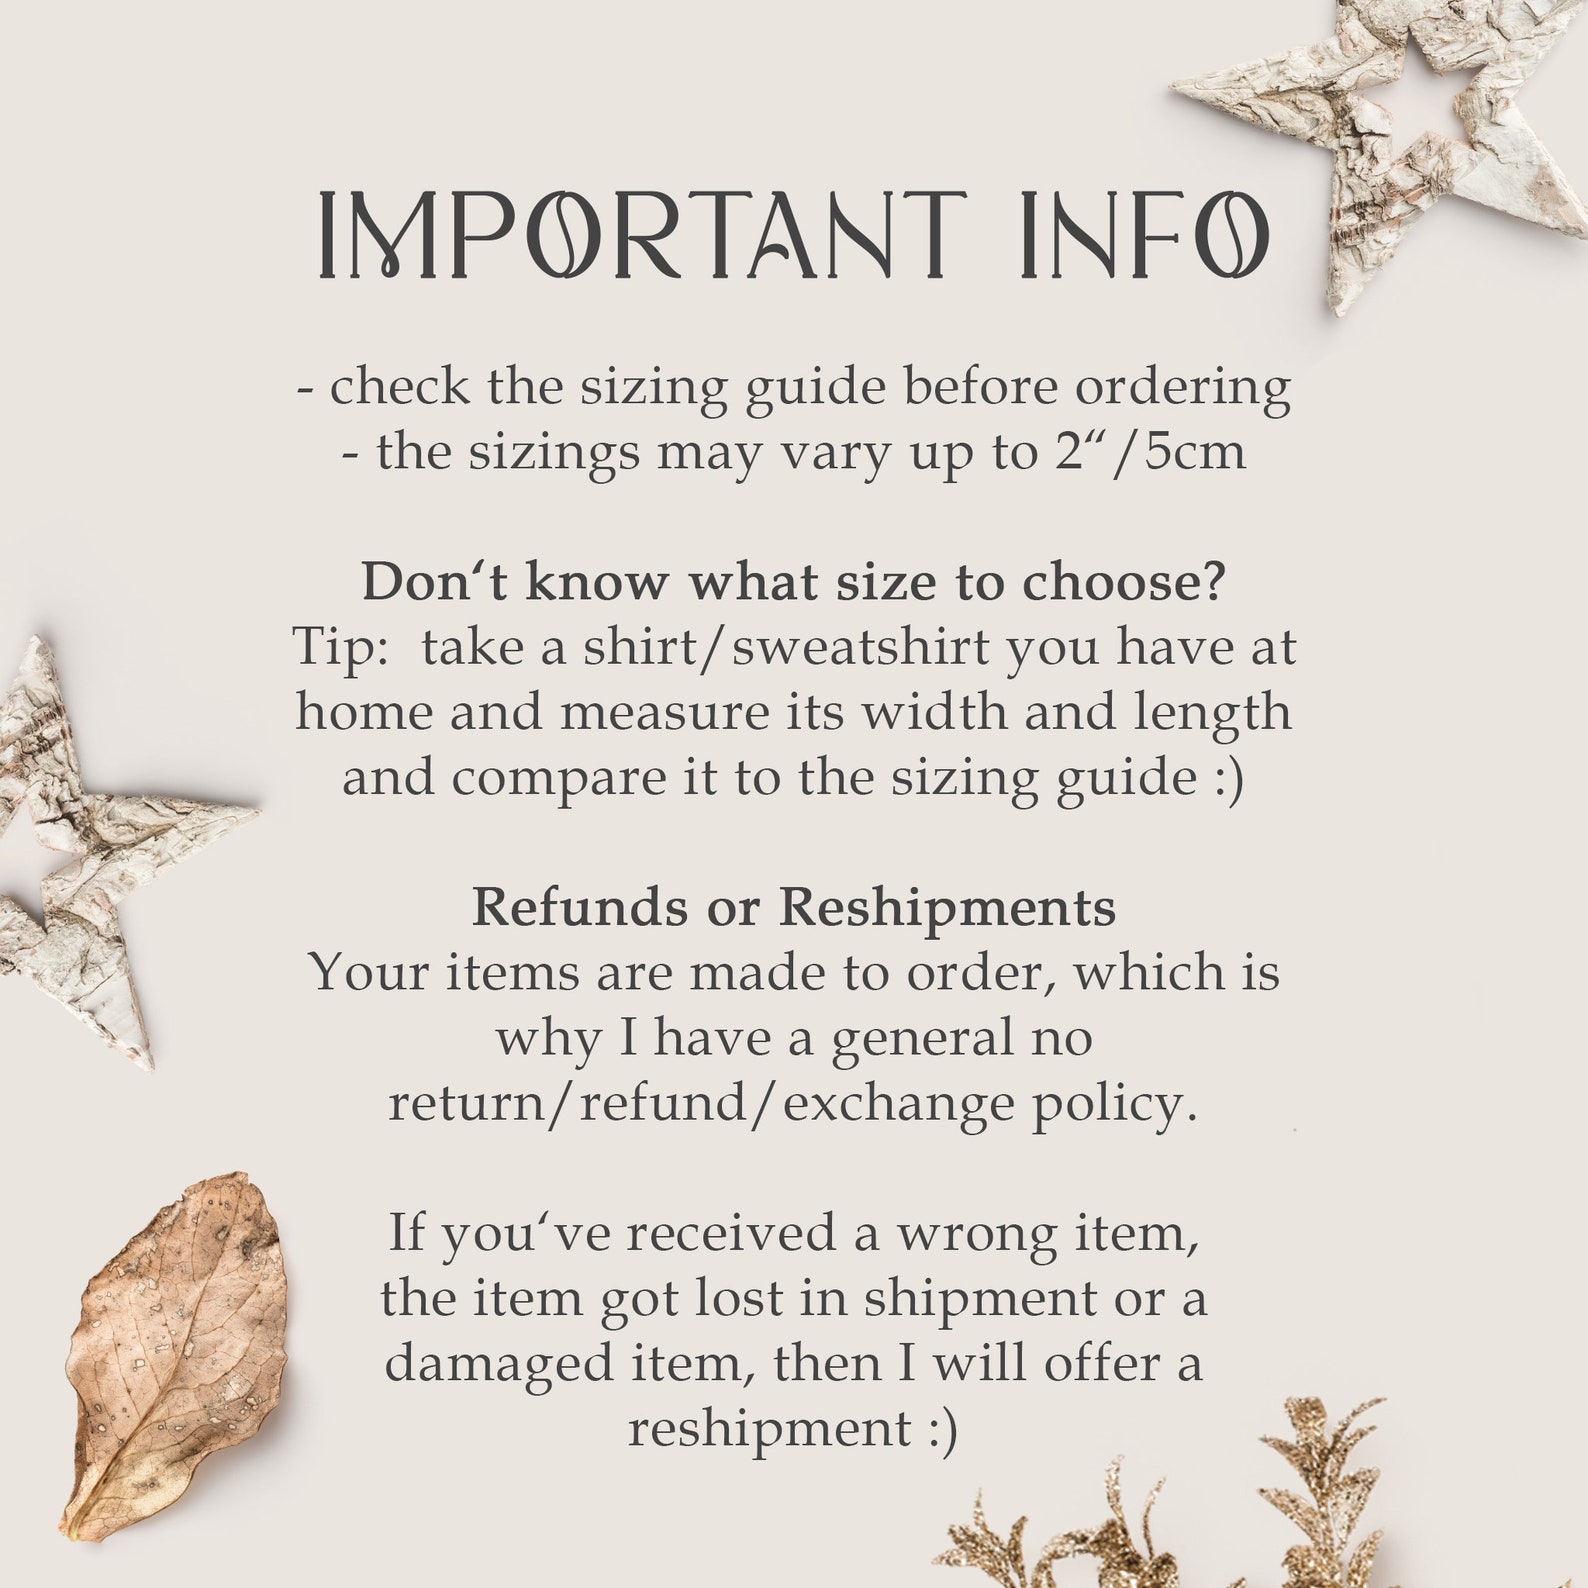 IMPORTANT INFO
- check the sizing guide before ordering
- the sizings may vary up to 2“/5cm
Don‘t know what size to choose?
Tip:  take a shirt/sweatshirt you have at
home and measure its width and length
and compare it to the sizing guide :)
Refunds or Reshipments
Your items are made to order, which is
why I have a general no
return/refund/exchange policy.
If you‘ve received a wrong item,
the item got lost in shipment or a
damaged item, then I will offer a
reshipment :)